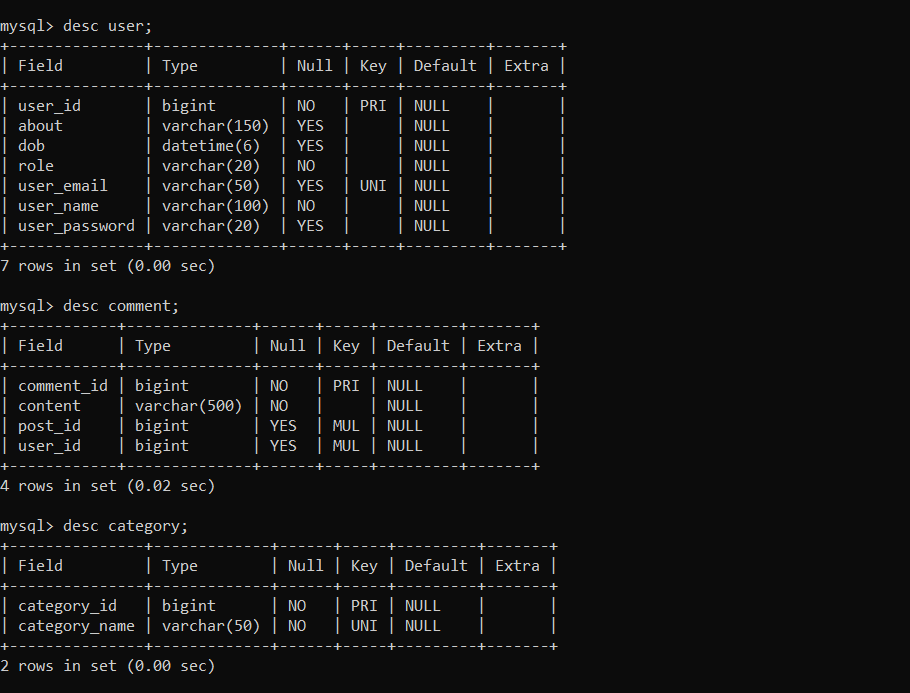 mysql> desc user;
+---------------+--------------+------+-----+---------+-------+
| Field         | Type         | Null | Key | Default | Extra |
+---------------+--------------+------+-----+---------+-------+
| user_id       | bigint       | NO   | PRI | NULL    |       |
| about         | varchar(150) | YES  |     | NULL    |       |
| dob           | datetime(6)  | YES  |     | NULL    |       |
| role          | varchar(20)  | NO   |     | NULL    |       |
| user_email    | varchar(50)  | YES  | UNI | NULL    |       |
| user_name     | varchar(100) | NO   |     | NULL    |       |
| user_password | varchar(20)  | YES  |     | NULL    |       |
+---------------+--------------+------+-----+---------+-------+
7 rows in set (0.00 sec)
mysql> desc comment;
+------------+--------------+------+-----+---------+-------+
| Field      | Type         | Null | Key | Default | Extra |
+------------+--------------+------+-----+---------+-------+
| comment_id | bigint       | NO   | PRI | NULL    |       |
| content    | varchar(500) | NO   |     | NULL    |       |
| post_id    | bigint       | YES  | MUL | NULL    |       |
| user_id    | bigint       | YES  | MUL | NULL    |       |
+------------+--------------+------+-----+---------+-------+
4 rows in set (0.02 sec)
mysql> desc category;
+---------------+-------------+------+-----+---------+-------+
| Field         | Type        | Null | Key | Default | Extra |
+---------------+-------------+------+-----+---------+-------+
| category_id   | bigint      | NO   | PRI | NULL    |       |
| category_name | varchar(50) | NO   | UNI | NULL    |       |
+---------------+-------------+------+-----+---------+-------+
2 rows in set (0.00 sec)